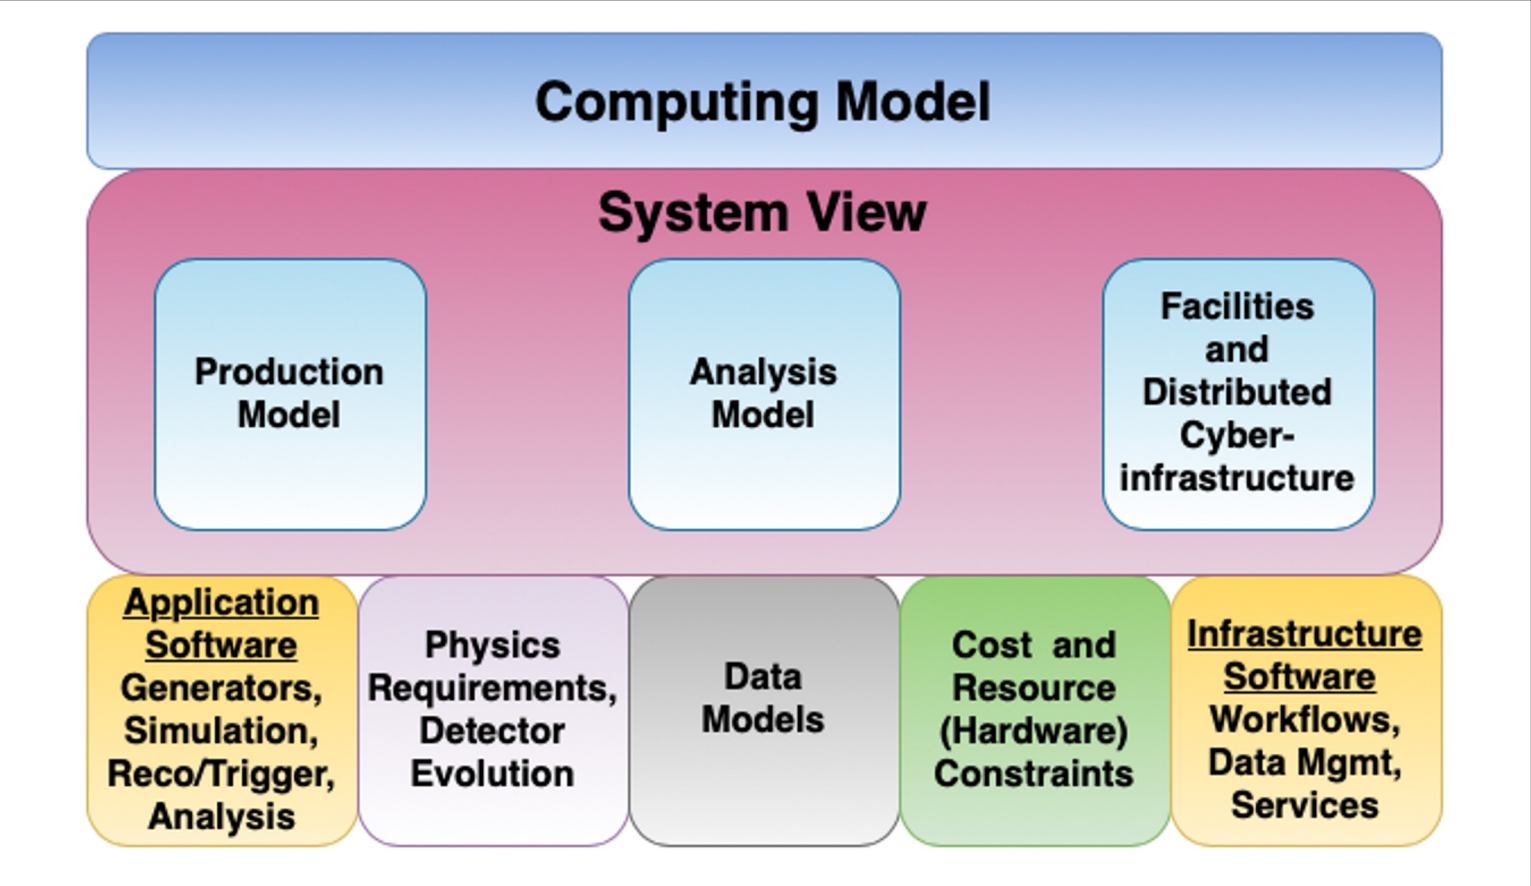 Computing Model
System View
Production
Model
Analysis
Model
Facilities
and
Distributed
Cyber-
infrastructure
Application
Software
Generators,
Simulation,
Reco/Trigger,
Analysis
Physics
Requirements,
Detector
Evolution
Data
Models
Cost and
Resource
(Hardware)
Constraints
Infrastructure
Software
Workflows,
Data Mgmt,
Services